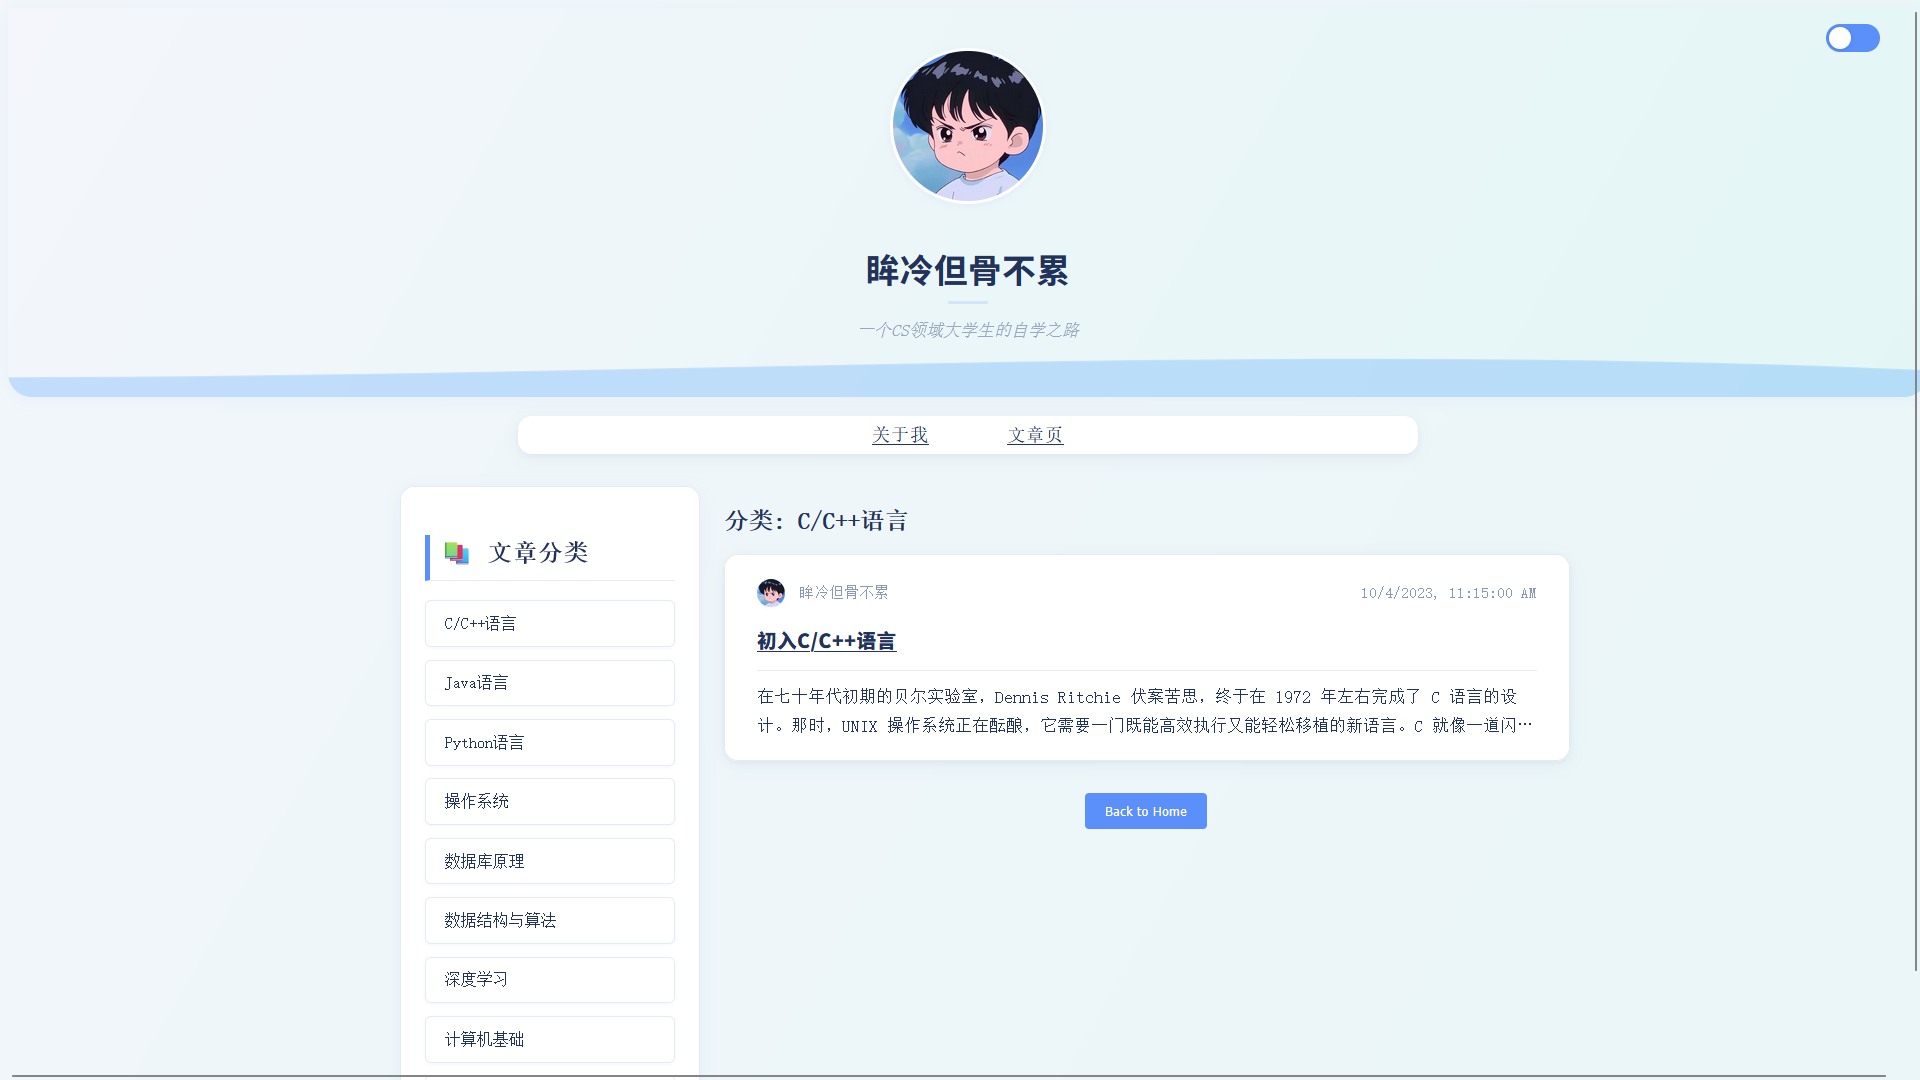 眸冷但骨不累
一个CS领域大学生的自学之路
关于我
文章页
文章分类
C/C++语言
Java语言
Python语言
操作系统
数据库原理
数据结构与算法
深度学习
计算机基础
分类: C/C++语言
眸冷但骨不累
10/4/2023, 11:15:00 AM
初入C/C++语言
在七十年代初期的贝尔实验室，Dennis Ritchie 伏案苦思，终于在 1972 年左右完成了 C 语言的设
计。那时，UNIX 操作系统正在酝酿，它需要一门既能高效执行又能轻松移植的新语言。C 就像一道闪…
Back to Home